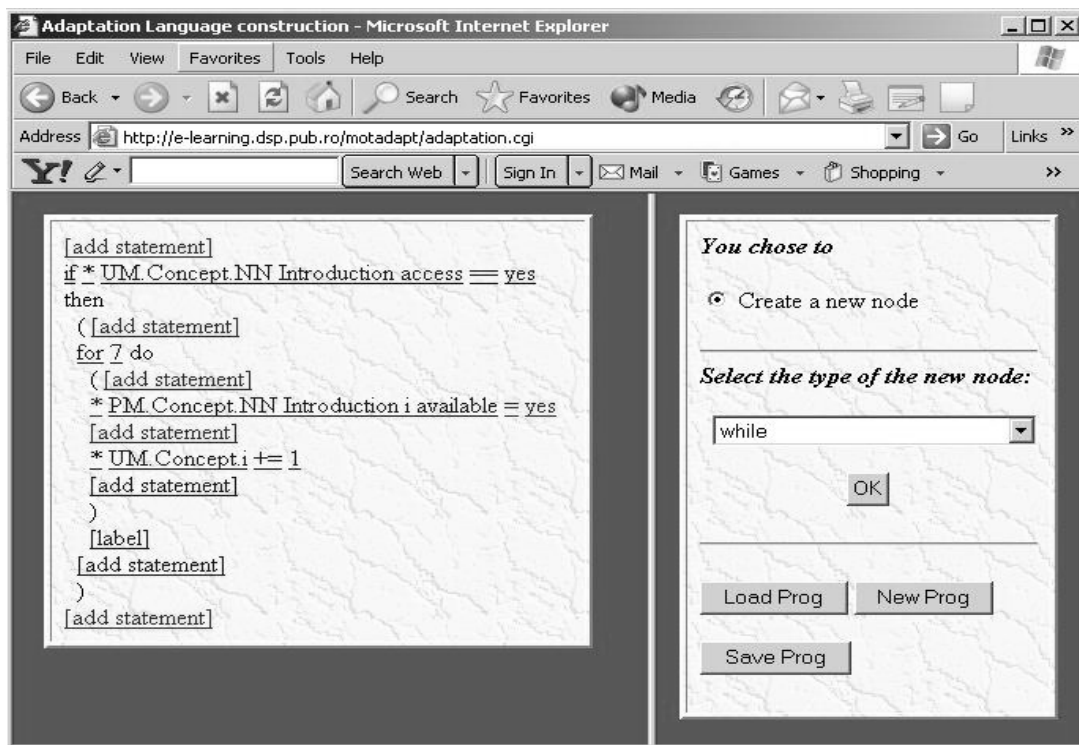 Adaptation Language construction - Microsoft Internet Explorer
File Edit View Favorites Tools Help
Back Search Favorites Media
Address http://e-learning.dsp.pub.ro/motadapt/adaptation.cgi Go Links »
Y! Search Web Sign In Mail Games Shopping »
[add statement]
if * UM.Concept.NN Introduction access == yes
then
( [add statement]
for 7 do
( [add statement]
* PM.Concept.NN Introduction i available = yes
[add statement]
* UM.Concept.i += 1
[add statement]
)
[label]
[add statement]
)
[add statement]
You chose to
Create a new node
Select the type of the new node:
while
OK
Load Prog New Prog
Save Prog